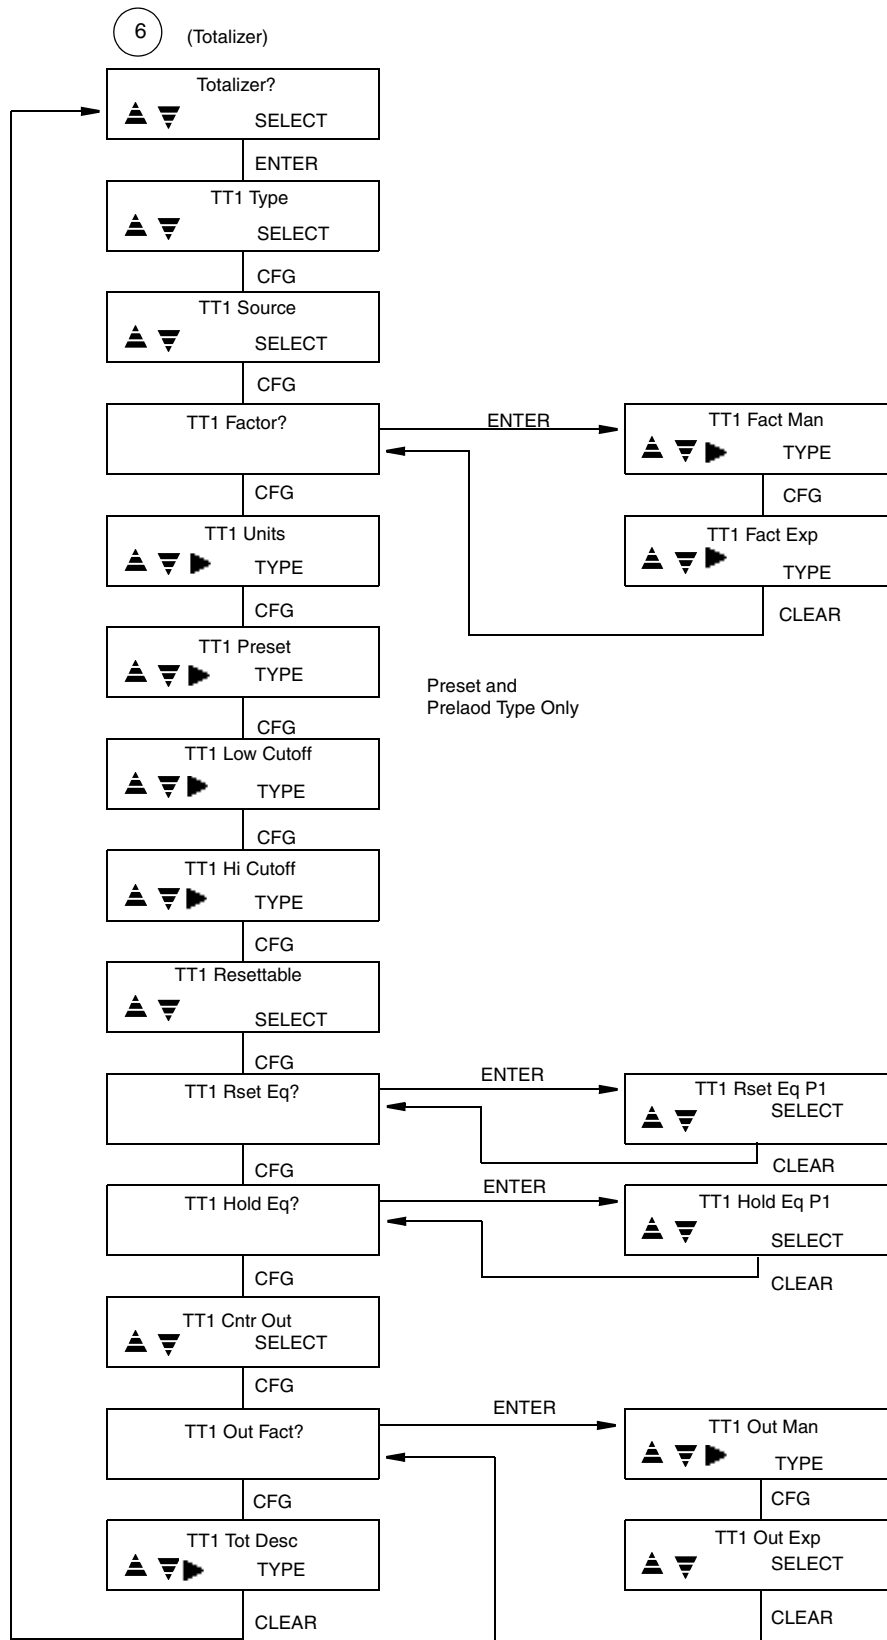 6 (Totalizer)
Totalizer?
SELECT
ENTER
TT1 Type
SELECT
CFG
TT1 Source
SELECT
CFG
TT1 Factor?
ENTER
TT1 Fact Man
TYPE
CFG
CFG
TT1 Units
TYPE
TT1 Fact Exp
TYPE
CFG
CLEAR
TT1 Preset
TYPE
Preset and
Prelaod Type Only
CFG
TT1 Low Cutoff
TYPE
CFG
TT1 Hi Cutoff
TYPE
CFG
TT1 Resettable
SELECT
CFG
TT1 Rset Eq?
ENTER
TT1 Rset Eq P1
SELECT
CFG
CLEAR
TT1 Hold Eq?
ENTER
TT1 Hold Eq P1
SELECT
CFG
CLEAR
TT1 Cntr Out
SELECT
CFG
TT1 Out Fact?
ENTER
TT1 Out Man
TYPE
CFG
CFG
TT1 Tot Desc
TYPE
TT1 Out Exp
SELECT
CLEAR
CLEAR